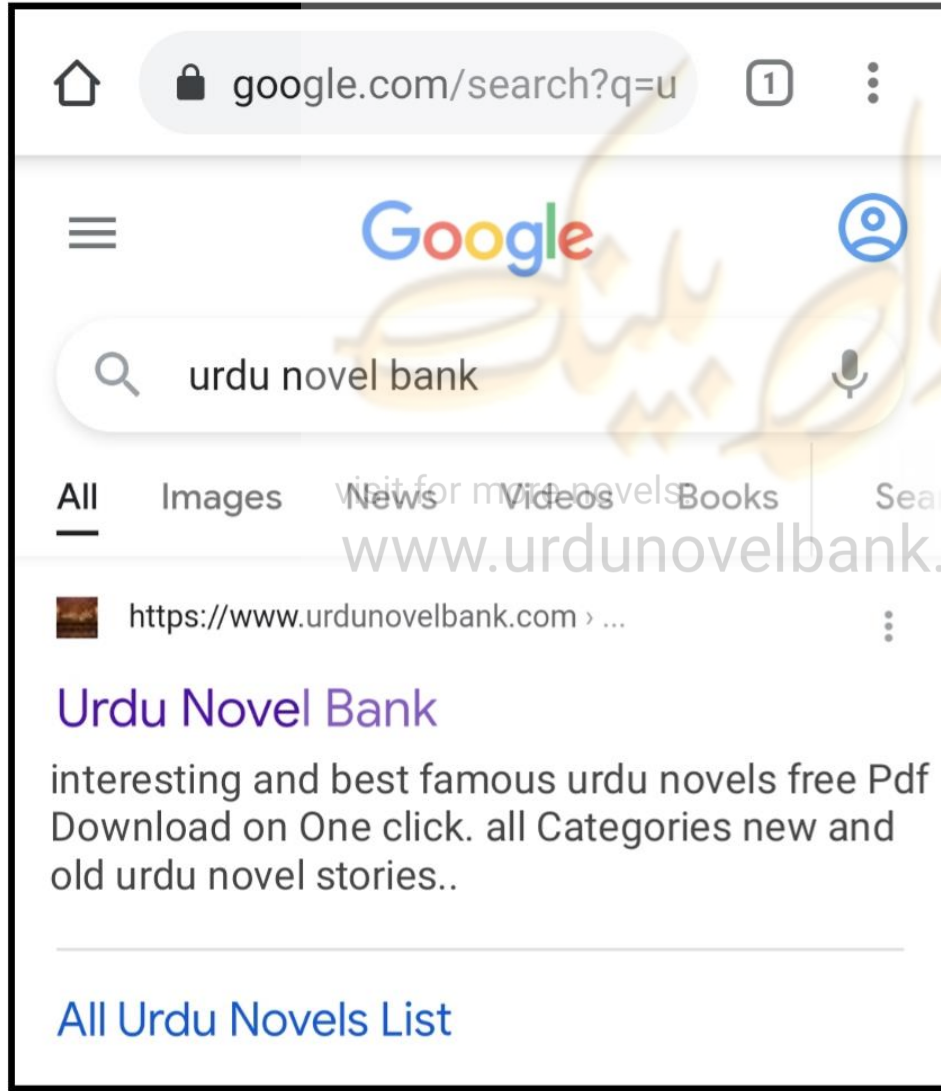 google.com/search?q=u
1
Google
urdu novel bank
All Images News Videos Books Sea
visit for more novels:
www.urdunovelbank.
https://www.urdunovelbank.com › ...
Urdu Novel Bank
interesting and best famous urdu novels free Pdf
Download on One click. all Categories new and
old urdu novel stories..
All Urdu Novels List